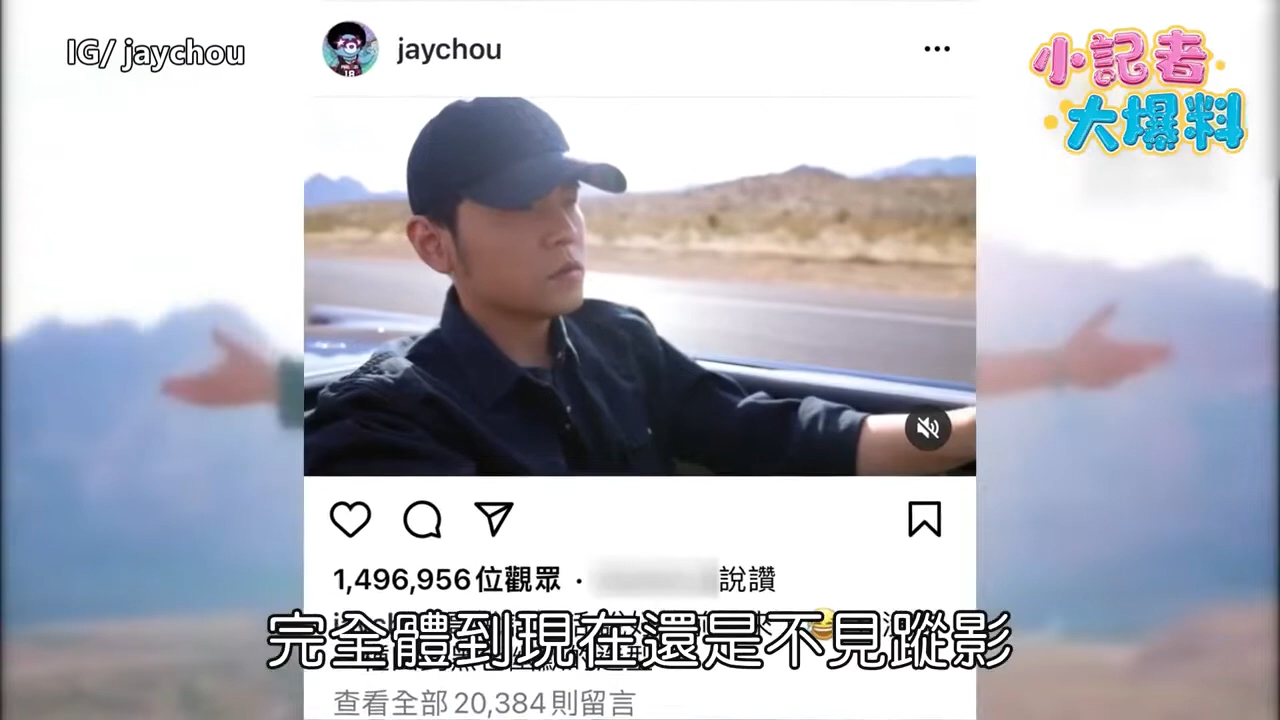 IG/ jaychou
jaychou
小記者
大爆料
1,496,956位觀眾 · 說讚
完全體到現在還是不見蹤影
查看全部20,384則留言